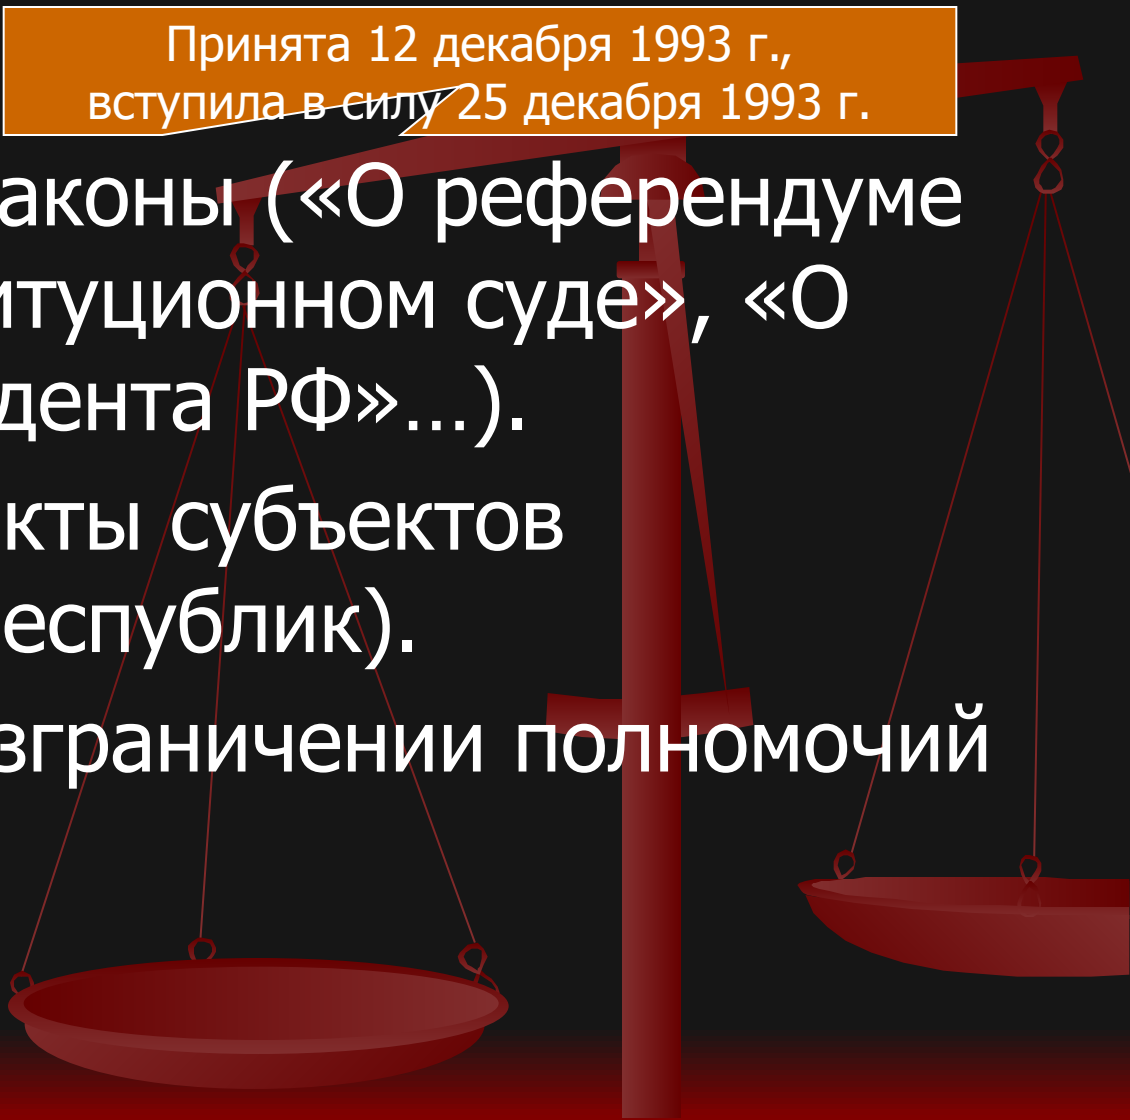 Принята 12 декабря 1993 г.,
вступила в силу 25 декабря 1993 г.
аконы («О референдуме
итуционном суде», «О
дента РФ»…).
кты субъектов
еспублик).
зграничении полномочий